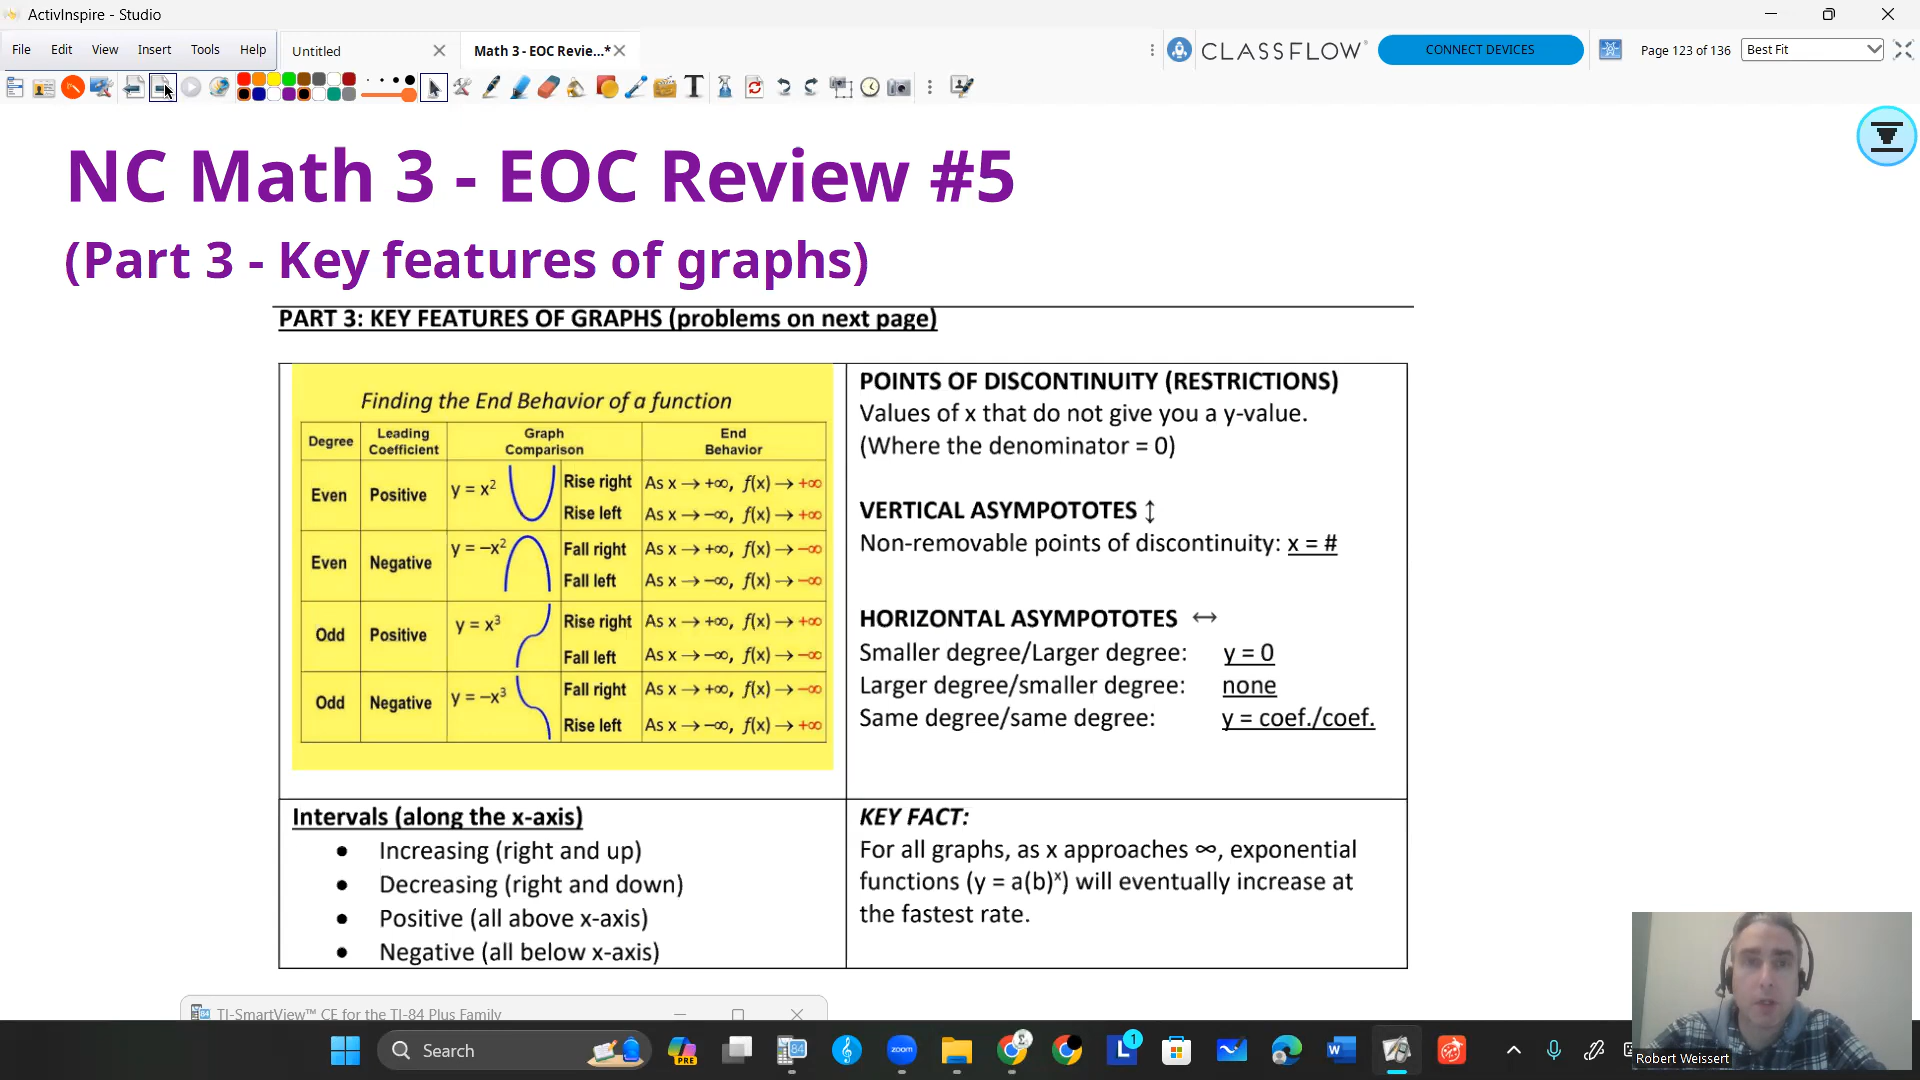 ActivInspire - Studio
File Edit View Insert Tools Help
Untitled
Math 3 - EOC Revie...*
CLASSFLOW
CONNECT DEVICES
Page 123 of 136
Best Fit
NC Math 3 - EOC Review #5
(Part 3 - Key features of graphs)
PART 3: KEY FEATURES OF GRAPHS (problems on next page)
Finding the End Behavior of a function
Degree Leading Coefficient Graph Comparison End Behavior
Even Positive y = x² Rise right As x → +∞, f(x) → +∞
Rise left As x → −∞, f(x) → +∞
Even Negative y = −x² Fall right As x → +∞, f(x) → −∞
Fall left As x → −∞, f(x) → −∞
Odd Positive y = x³ Rise right As x → +∞, f(x) → +∞
Fall left As x → −∞, f(x) → −∞
Odd Negative y = −x³ Fall right As x → +∞, f(x) → −∞
Rise left As x → −∞, f(x) → +∞
POINTS OF DISCONTINUITY (RESTRICTIONS)
Values of x that do not give you a y-value.
(Where the denominator = 0)
VERTICAL ASYMPOTOTES ↕
Non-removable points of discontinuity: x = #
HORIZONTAL ASYMPOTOTES ↔
Smaller degree/Larger degree: y = 0
Larger degree/smaller degree: none
Same degree/same degree: y = coef./coef.
Intervals (along the x-axis)
• Increasing (right and up)
• Decreasing (right and down)
• Positive (all above x-axis)
• Negative (all below x-axis)
KEY FACT:
For all graphs, as x approaches ∞, exponential
functions (y = a(b)ˣ) will eventually increase at
the fastest rate.
TI-SmartView™ CE for the TI-84 Plus Family
Search
PRE
84
zoom
L
1
W
Robert Weissert